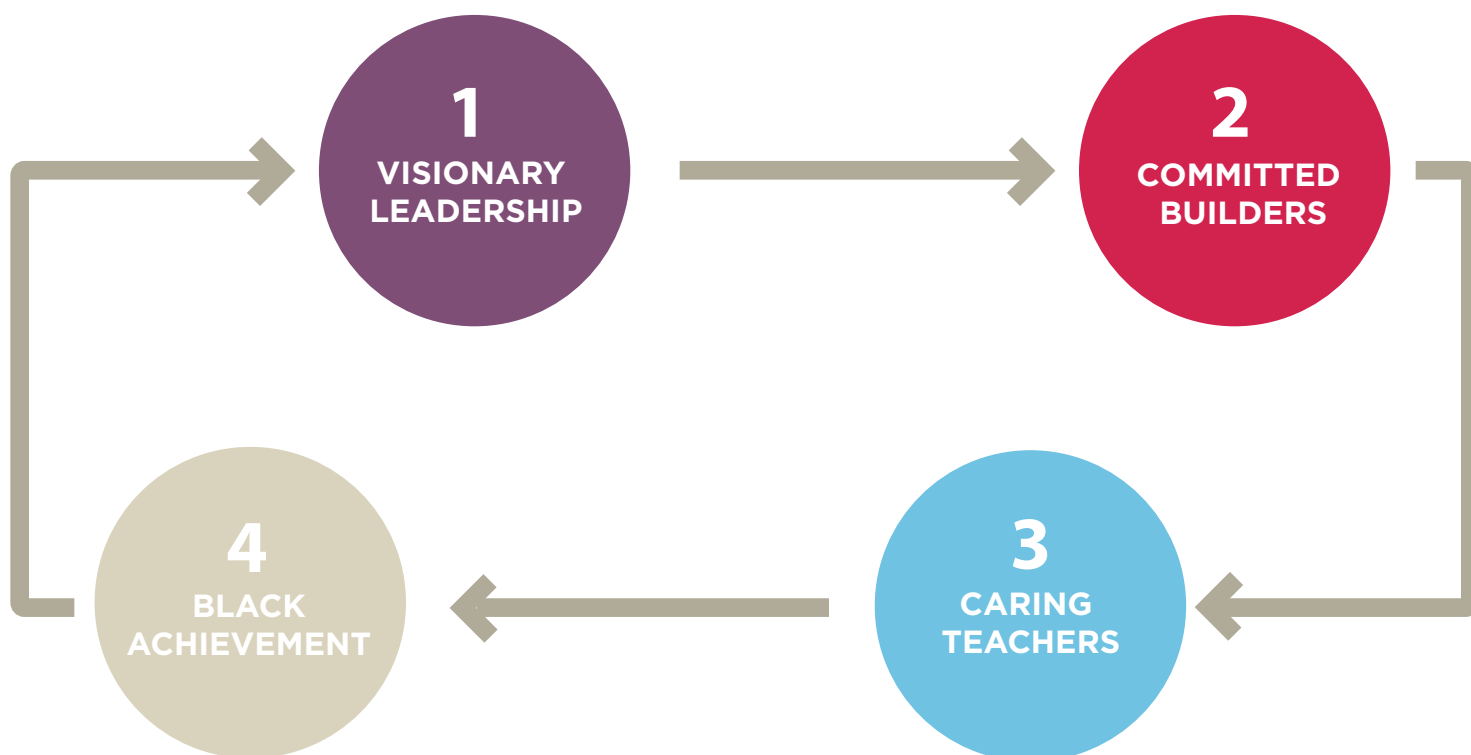 1
VISIONARY
LEADERSHIP
2
COMMITTED
BUILDERS
3
CARING
TEACHERS
4
BLACK
ACHIEVEMENT